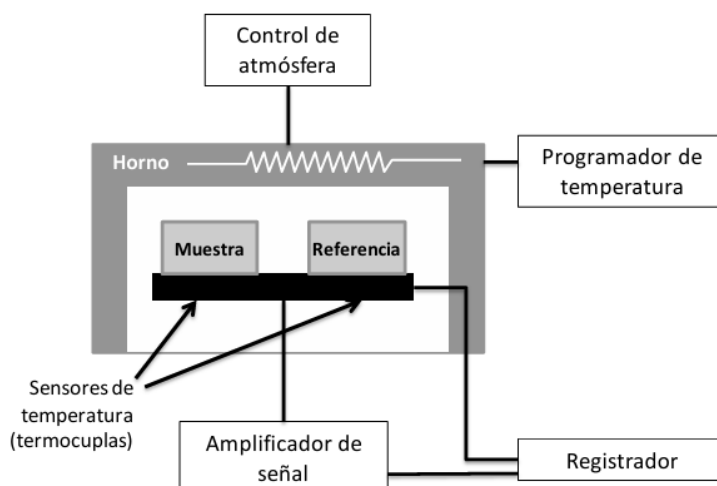 Control de
atmósfera
Horno
Programador de
temperatura
Muestra
Referencia
Sensores de
temperatura
(termocuplas)
Amplificador de
señal
Registrador